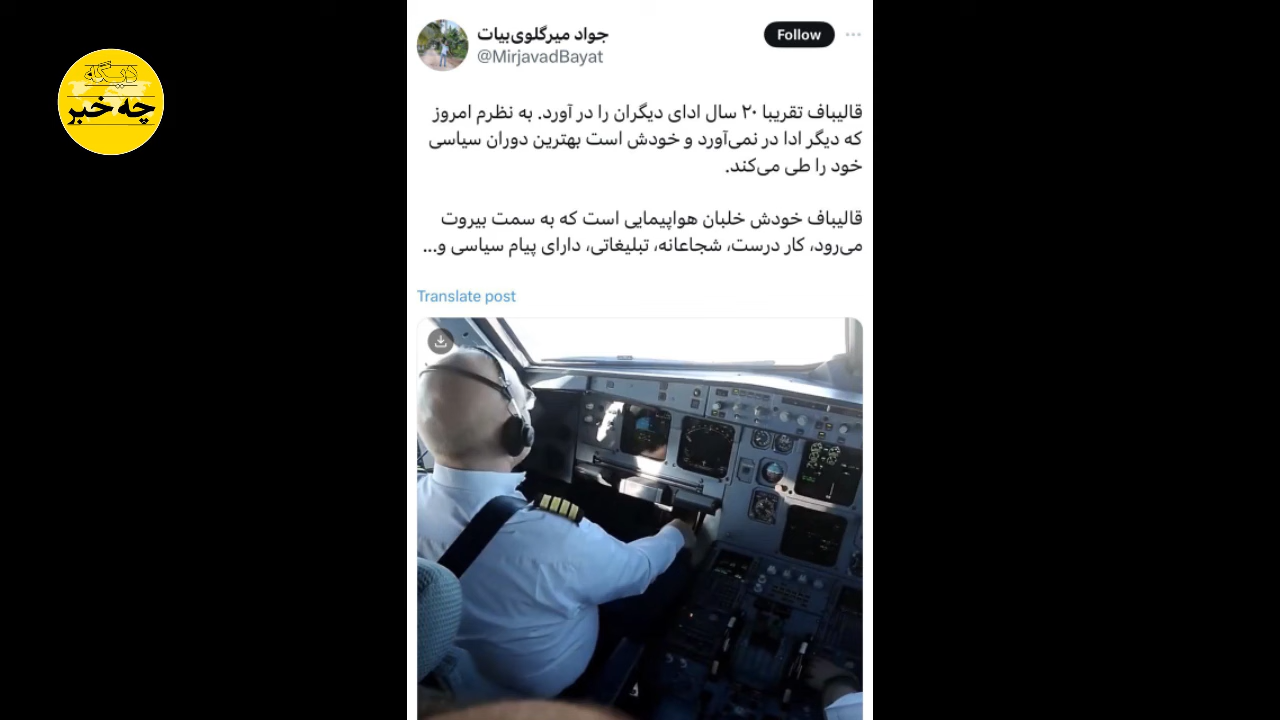 دیگه
چه خبر
جواد میرگلوی‌بیات
Follow
@MirjavadBayat
قالیباف تقریبا ۲۰ سال ادای دیگران را در آورد. به نظرم امروز
که دیگر ادا در نمی‌آورد و خودش است بهترین دوران سیاسی
خود را طی می‌کند.
قالیباف خودش خلبان هواپیمایی است که به سمت بیروت
می‌رود، کار درست، شجاعانه، تبلیغاتی، دارای پیام سیاسی و...
Translate post